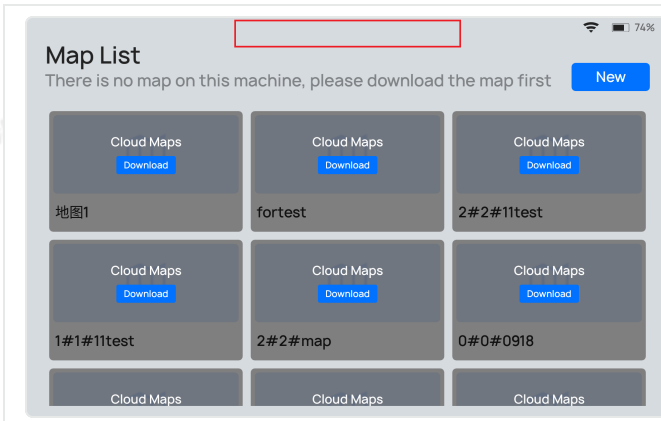 74%
Map List
There is no map on this machine, please download the map first
New
Cloud Maps
Download
地图1
Cloud Maps
Download
fortest
Cloud Maps
Download
2#2#11test
Cloud Maps
Download
1#1#11test
Cloud Maps
Download
2#2#map
Cloud Maps
Download
0#0#0918
Cloud Maps
Cloud Maps
Cloud Maps